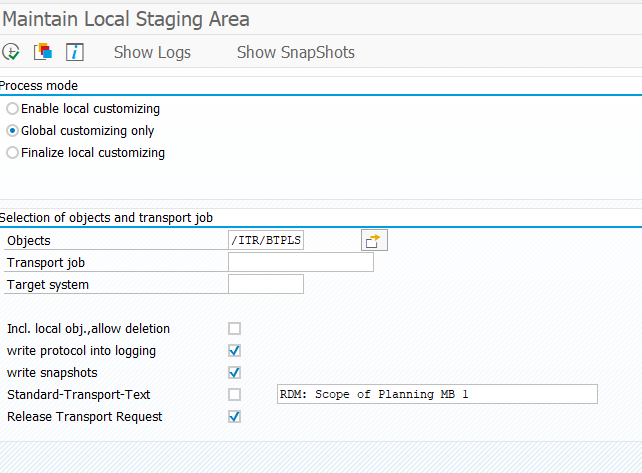 Maintain Local Staging Area
Show Logs Show SnapShots
Process mode
Enable local customizing
Global customizing only
Finalize local customizing
Selection of objects and transport job
Objects /ITR/BTPLS
Transport job
Target system
Incl. local obj.,allow deletion
write protocol into logging
write snapshots
Standard-Transport-Text RDM: Scope of Planning MB 1
Release Transport Request